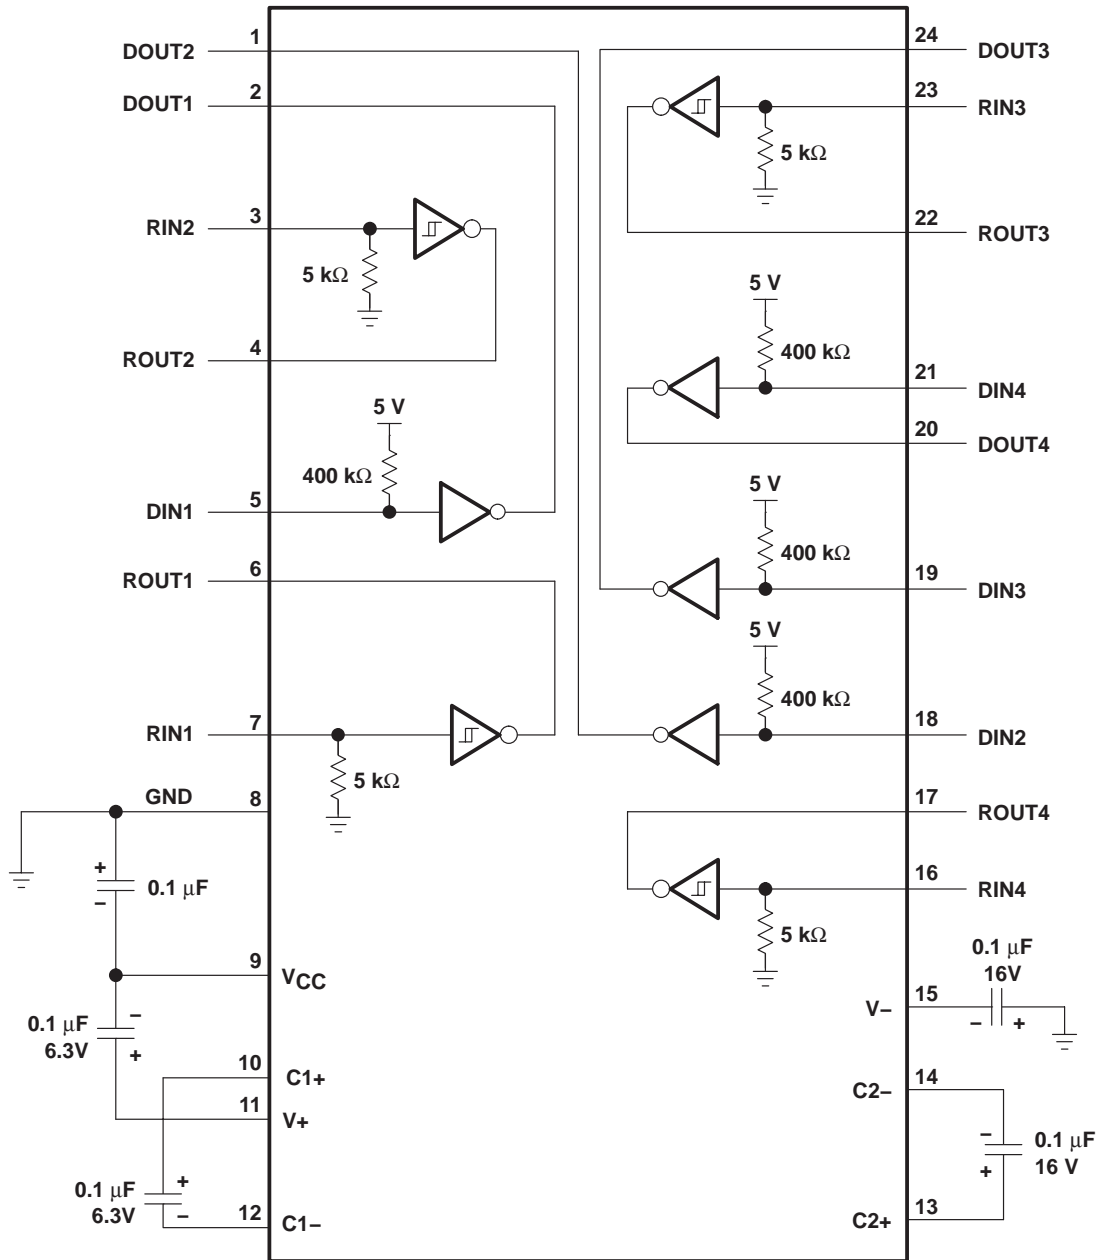 DOUT2 1
DOUT1 2
RIN2 3
5 kΩ
ROUT2 4
5 V
400 kΩ
DIN1 5
ROUT1 6
RIN1 7
5 kΩ
GND 8
+
0.1 μF
−
9 VCC
−
0.1 μF
6.3V
+
10 C1+
11 V+
+
0.1 μF
6.3V
−
12 C1−
24 DOUT3
23 RIN3
5 kΩ
22 ROUT3
5 V
400 kΩ
21 DIN4
20 DOUT4
5 V
400 kΩ
19 DIN3
5 V
400 kΩ
18 DIN2
17 ROUT4
16 RIN4
5 kΩ
0.1 μF
16V
V− 15
− +
C2− 14
−
0.1 μF
16 V
+
C2+ 13